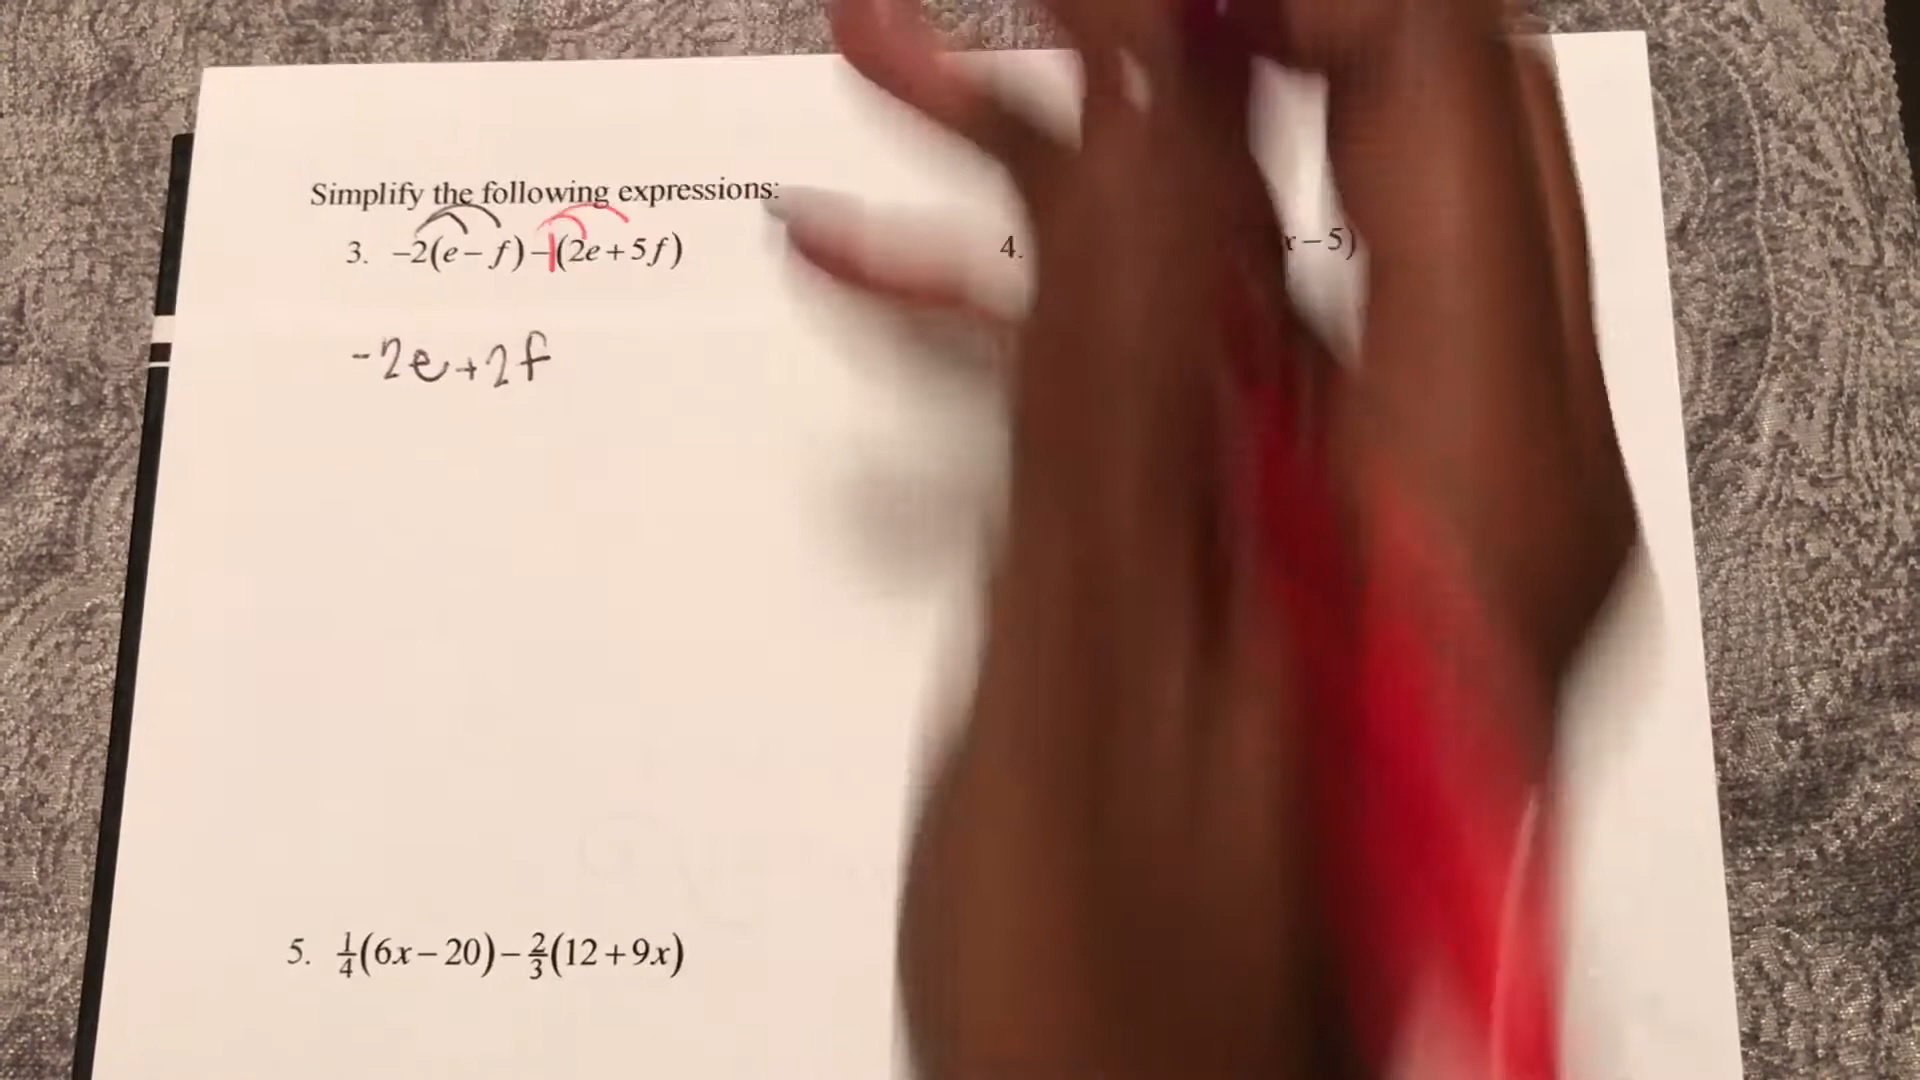 Simplify the following expressions:
3. −2(e − f) − 1(2e + 5f)
4. x − 5)
-2e + 2f
5. 1/4(6x − 20) − 2/3(12 + 9x)